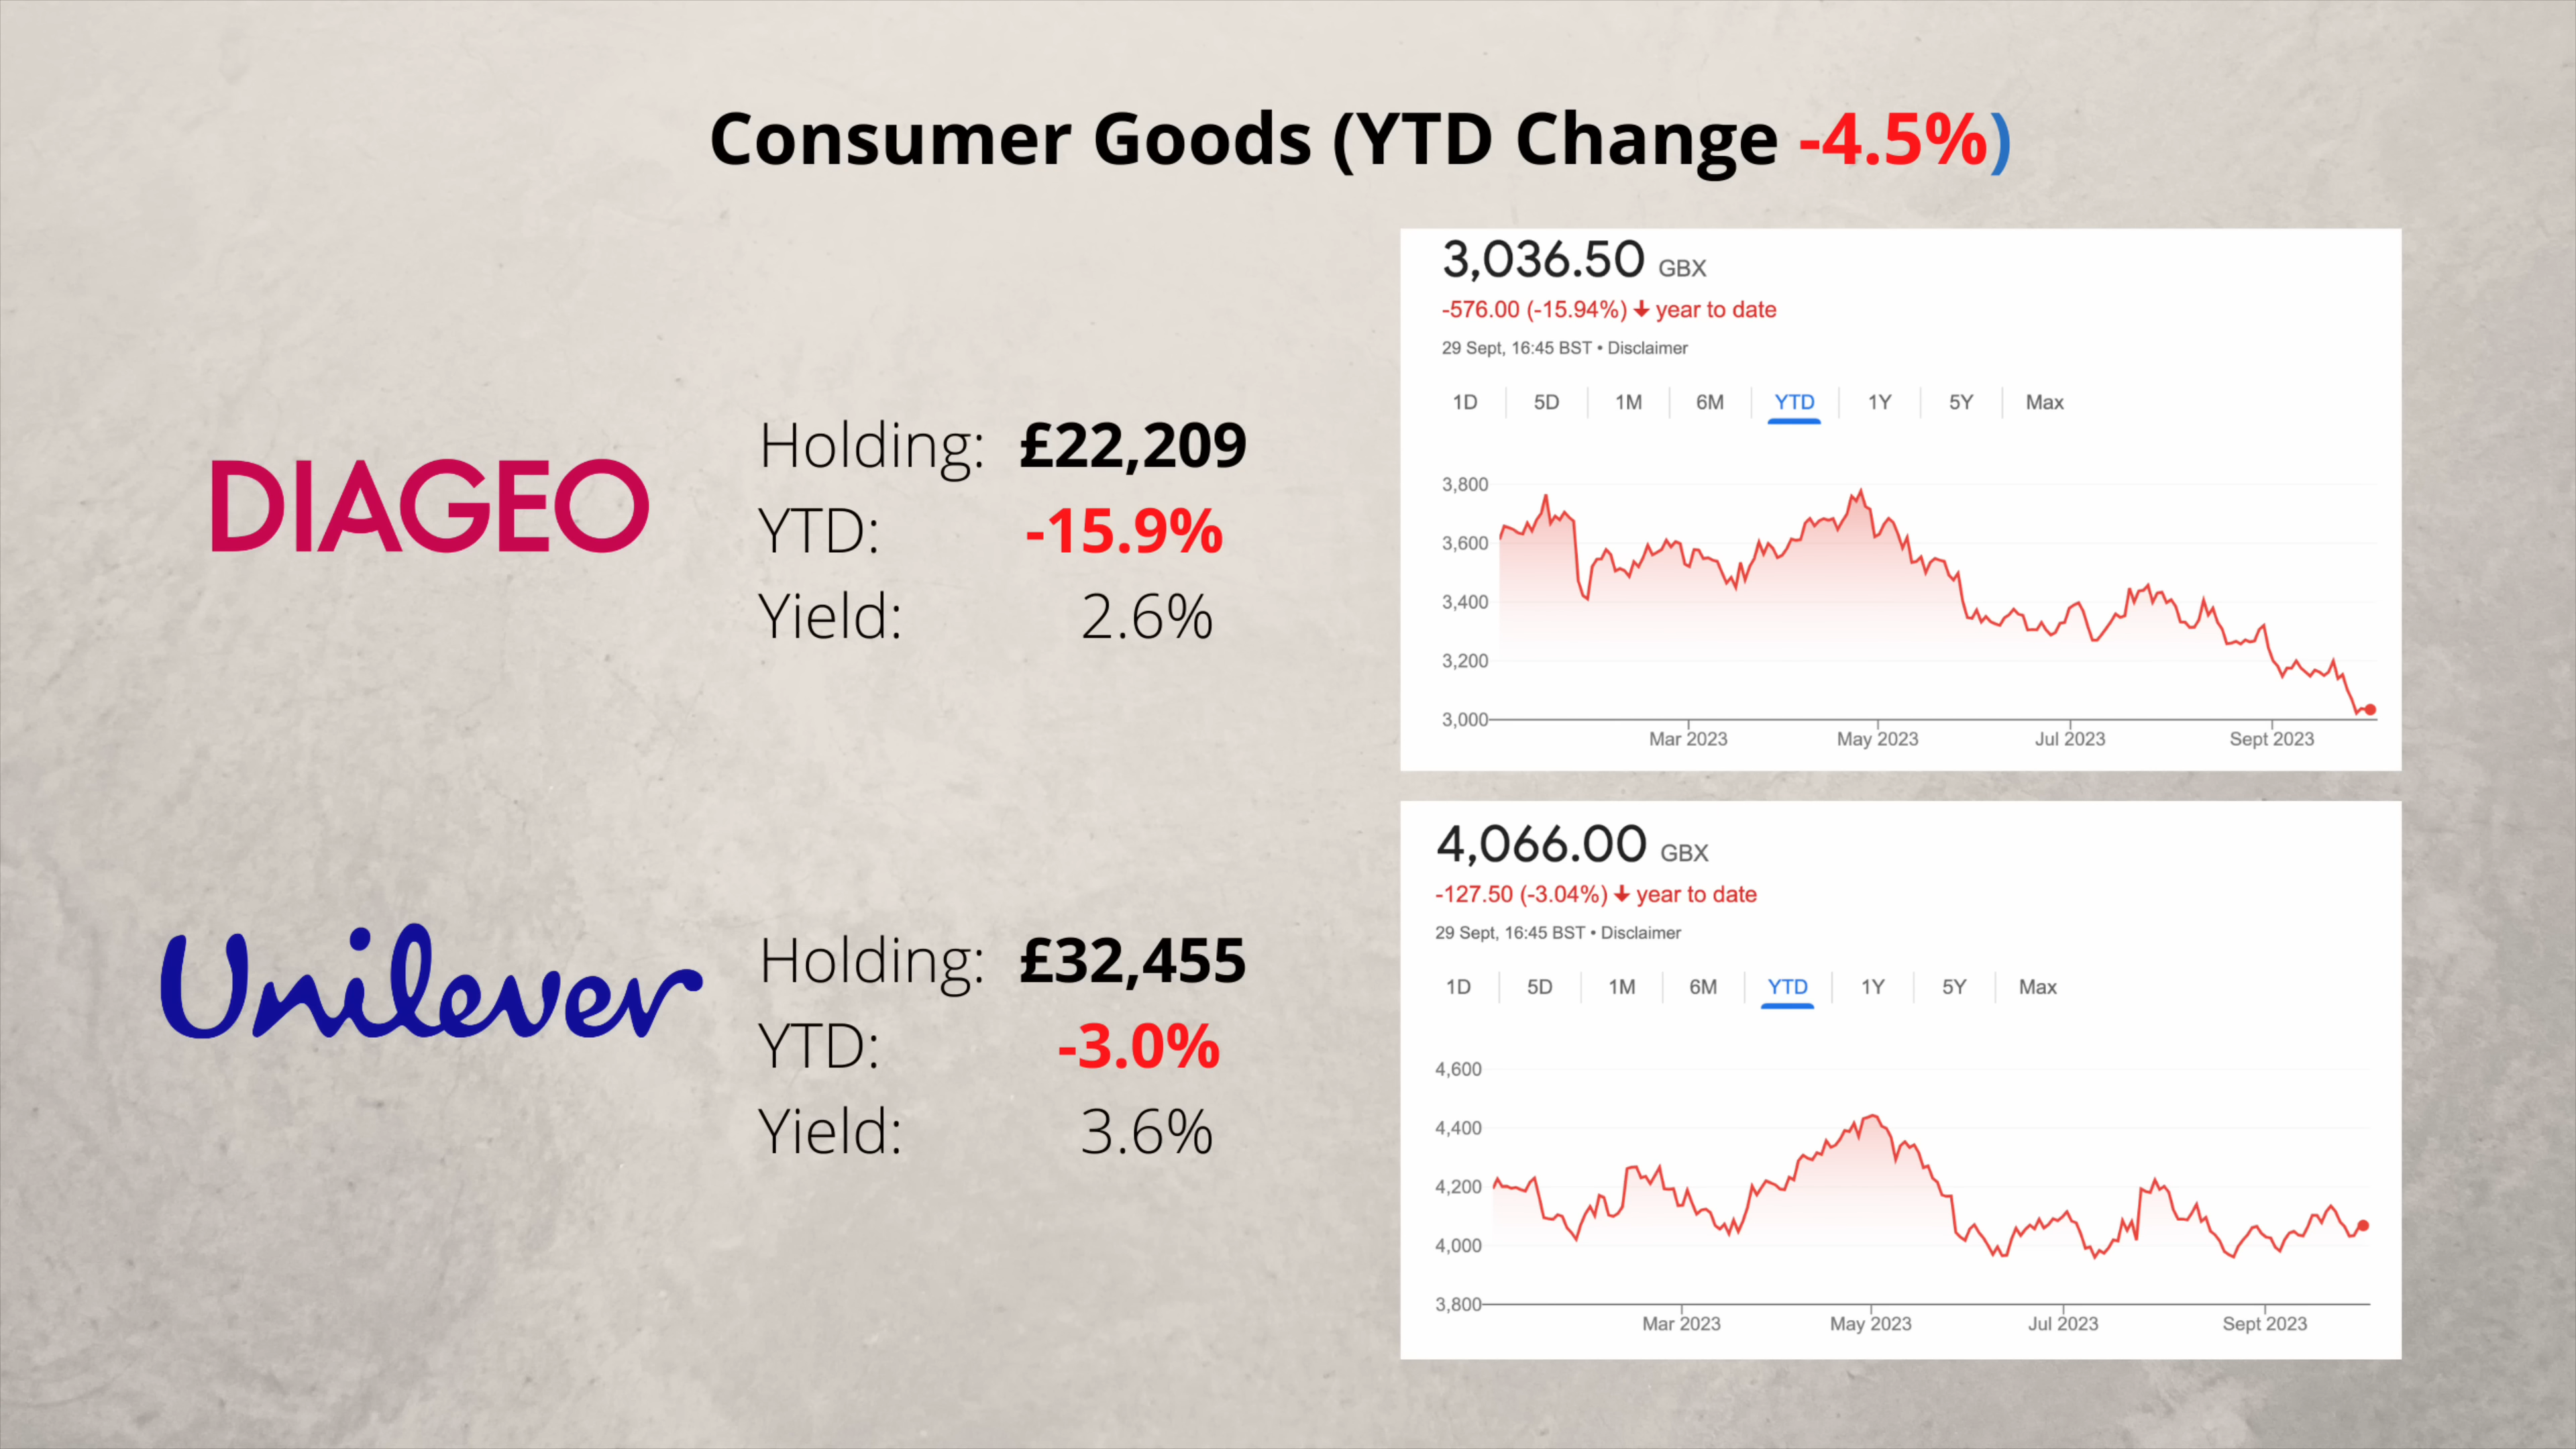 Consumer Goods (YTD Change -4.5%)
DIAGEO
Holding: £22,209
YTD: -15.9%
Yield: 2.6%
3,036.50 GBX
-576.00 (-15.94%) ↓ year to date
29 Sept, 16:45 BST • Disclaimer
1D 5D 1M 6M YTD 1Y 5Y Max
3,800
3,600
3,400
3,200
3,000
Mar 2023 May 2023 Jul 2023 Sept 2023
Unilever
Holding: £32,455
YTD: -3.0%
Yield: 3.6%
4,066.00 GBX
-127.50 (-3.04%) ↓ year to date
29 Sept, 16:45 BST • Disclaimer
1D 5D 1M 6M YTD 1Y 5Y Max
4,600
4,400
4,200
4,000
3,800
Mar 2023 May 2023 Jul 2023 Sept 2023